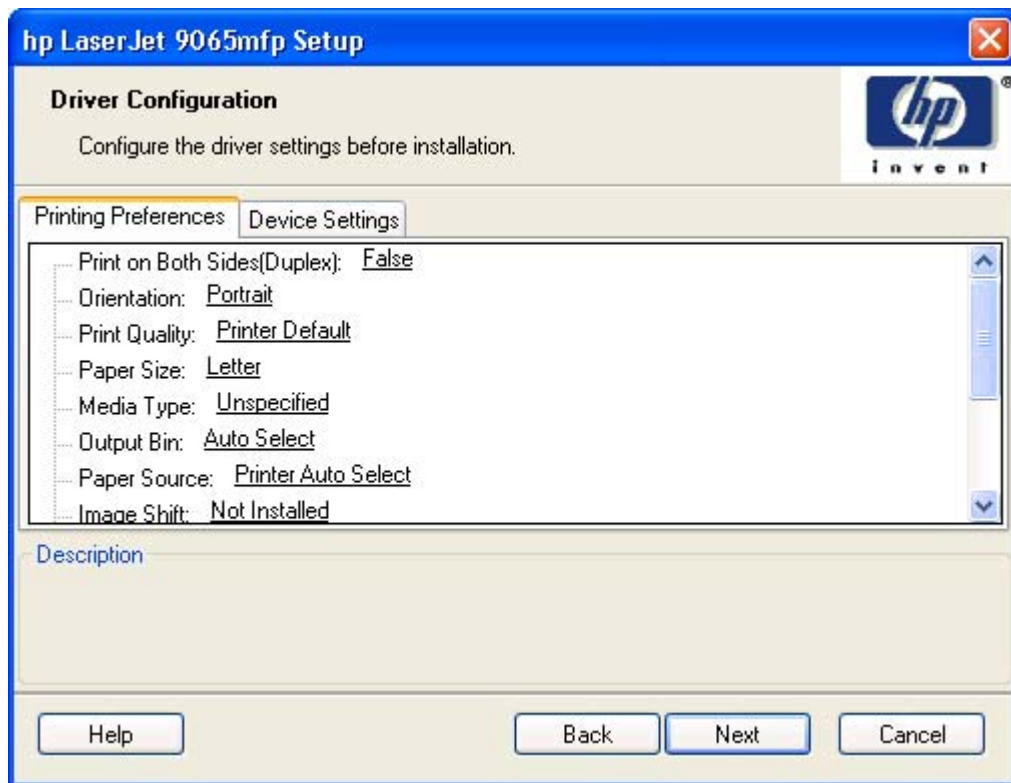 hp LaserJet 9065mfp Setup
Driver Configuration
Configure the driver settings before installation.
hp
®
invent
Printing Preferences
Device Settings
Print on Both Sides(Duplex): False
Orientation: Portrait
Print Quality: Printer Default
Paper Size: Letter
Media Type: Unspecified
Output Bin: Auto Select
Paper Source: Printer Auto Select
Image Shift: Not Installed
Description
Help
Back
Next
Cancel